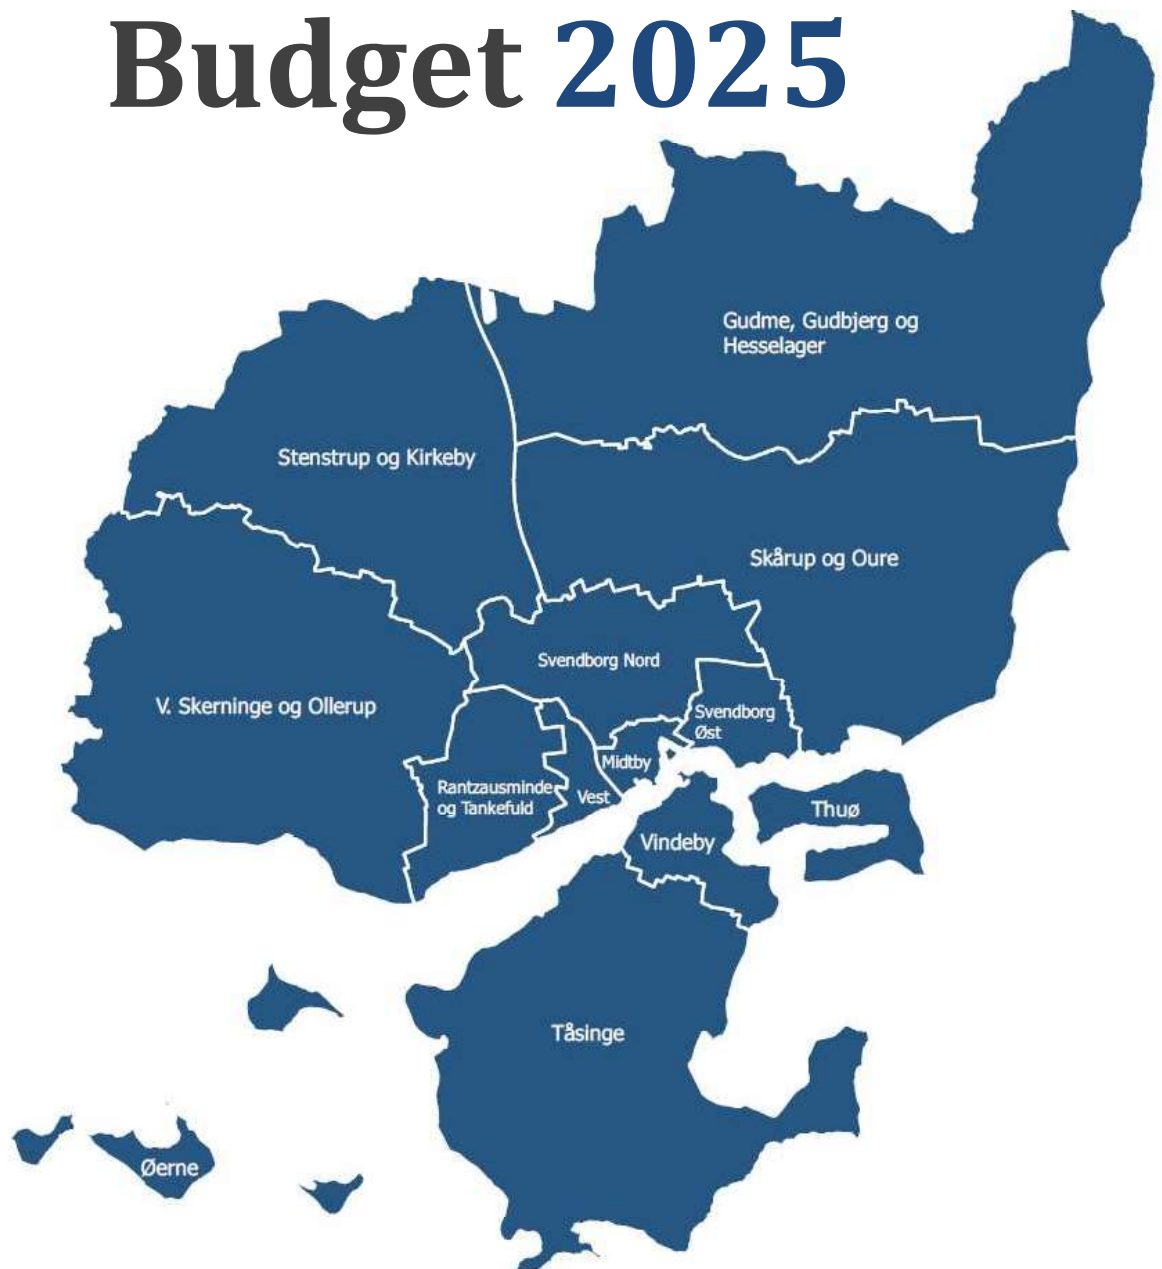 Budget 2025
Gudme, Gudbjerg og
Hesselager
Stenstrup og Kirkeby
Skårup og Oure
Svendborg Nord
V. Skerninge og Ollerup
Svendborg
Øst
Midtby
Rantzausminde
og Tankefuld
Vest
Thuø
Vindeby
Tåsinge
Øerne